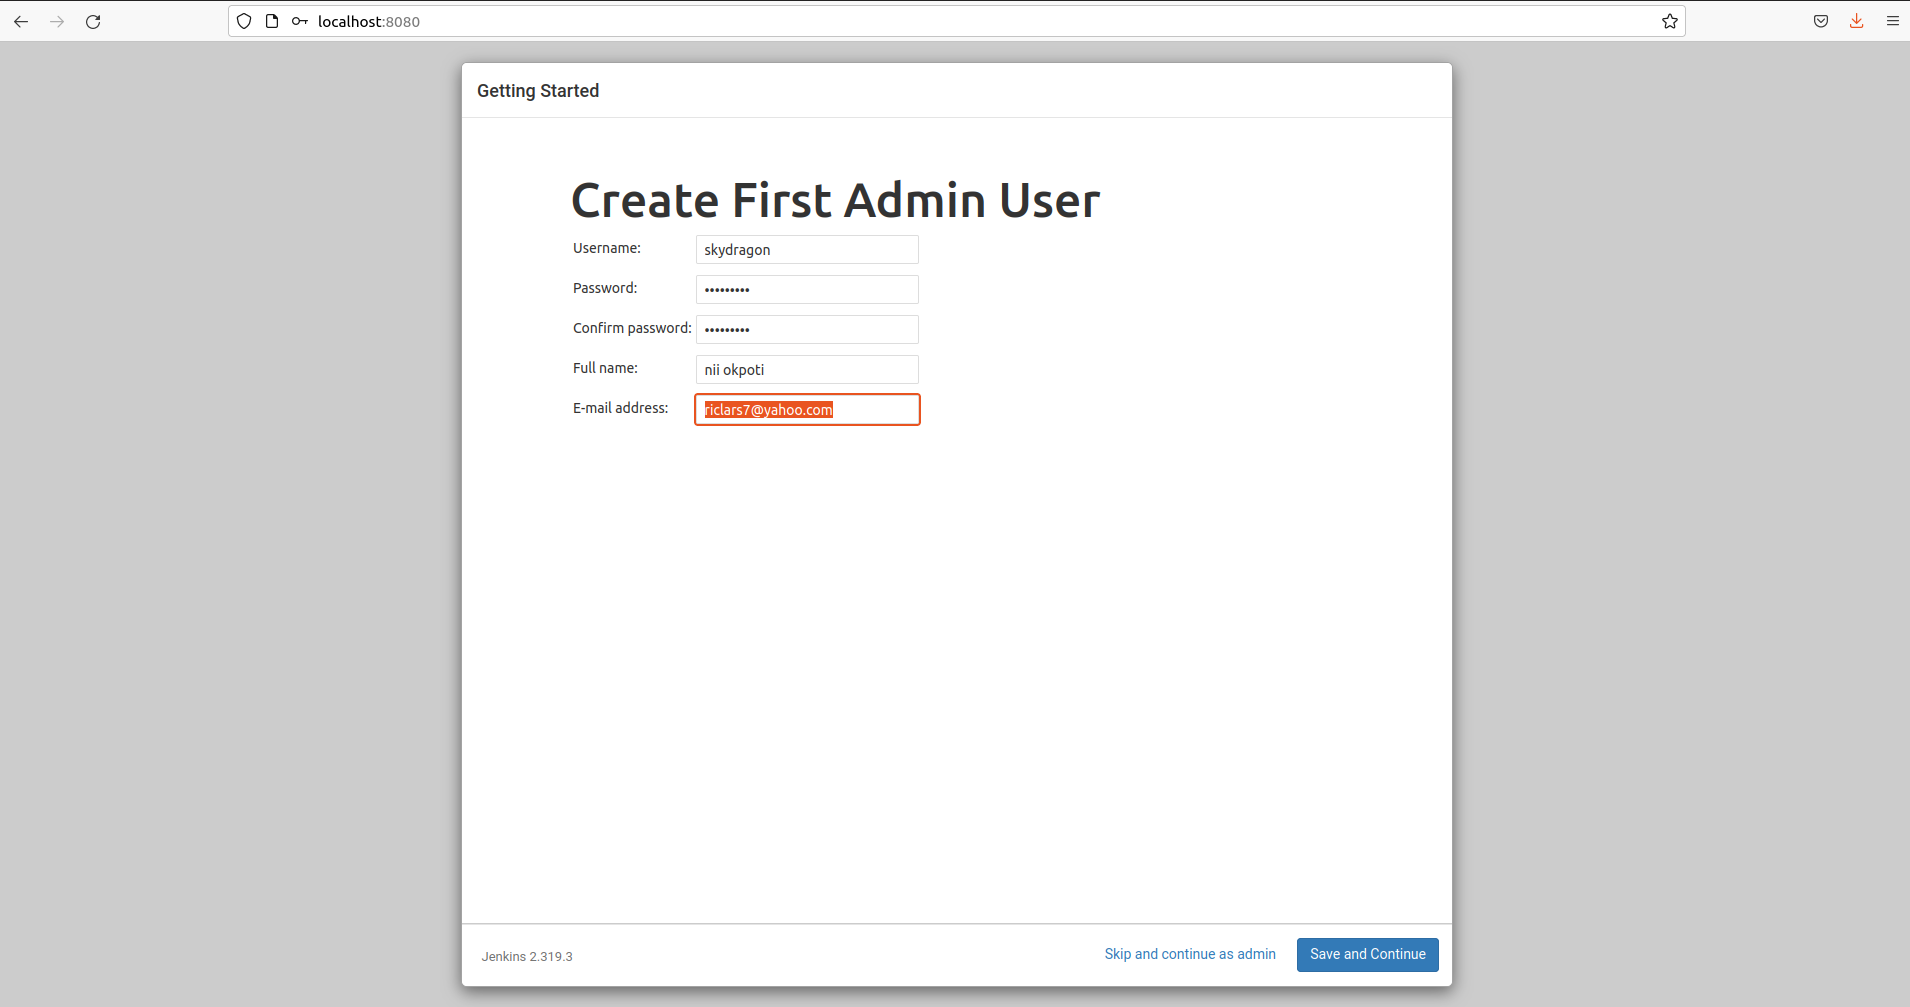 localhost:8080
Getting Started
Create First Admin User
Username: skydragon
Password: •••••••••
Confirm password: •••••••••
Full name: nii okpoti
E-mail address: riclars7@yahoo.com
Jenkins 2.319.3 Skip and continue as admin Save and Continue